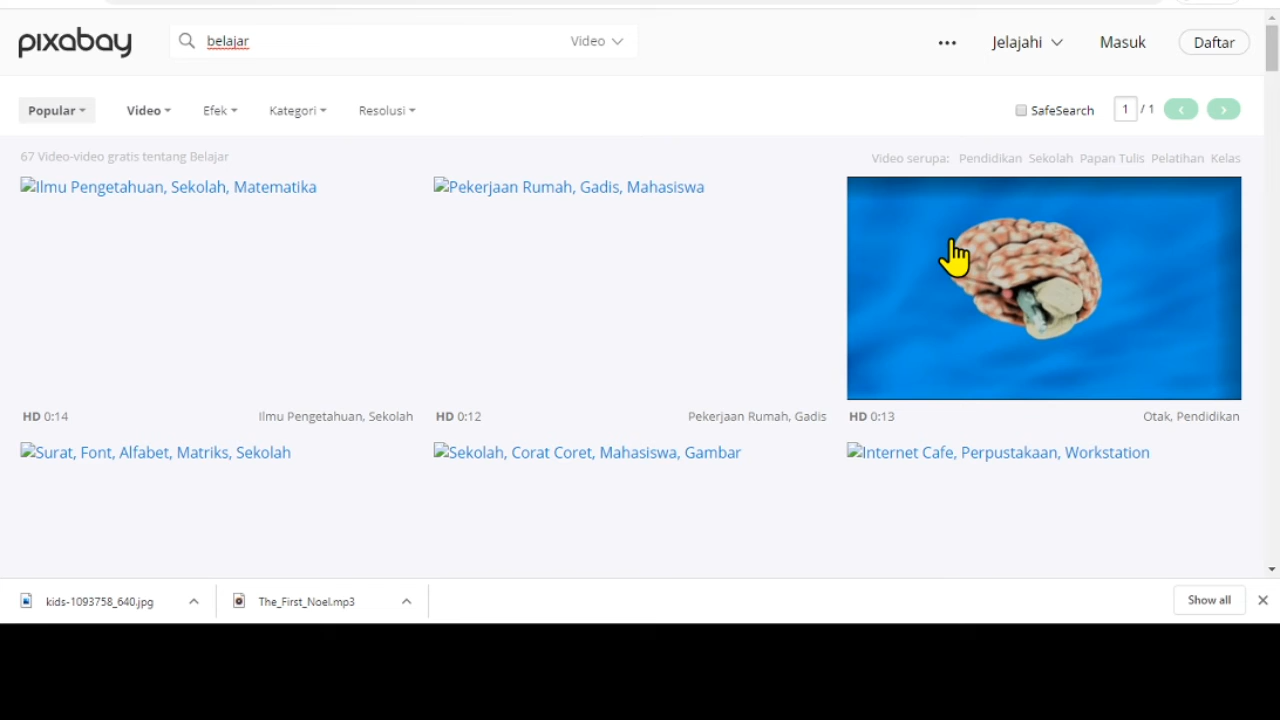 pixabay
belajar
Video
Jelajahi
Masuk
Daftar
Popular
Video
Efek
Kategori
Resolusi
SafeSearch
1 / 1
67 Video-video gratis tentang Belajar
Video serupa: Pendidikan Sekolah Papan Tulis Pelatihan Kelas
Ilmu Pengetahuan, Sekolah, Matematika
Pekerjaan Rumah, Gadis, Mahasiswa
HD 0:14
Ilmu Pengetahuan, Sekolah
HD 0:12
Pekerjaan Rumah, Gadis
HD 0:13
Otak, Pendidikan
Surat, Font, Alfabet, Matriks, Sekolah
Sekolah, Corat Coret, Mahasiswa, Gambar
Internet Cafe, Perpustakaan, Workstation
kids-1093758_640.jpg
The_First_Noel.mp3
Show all